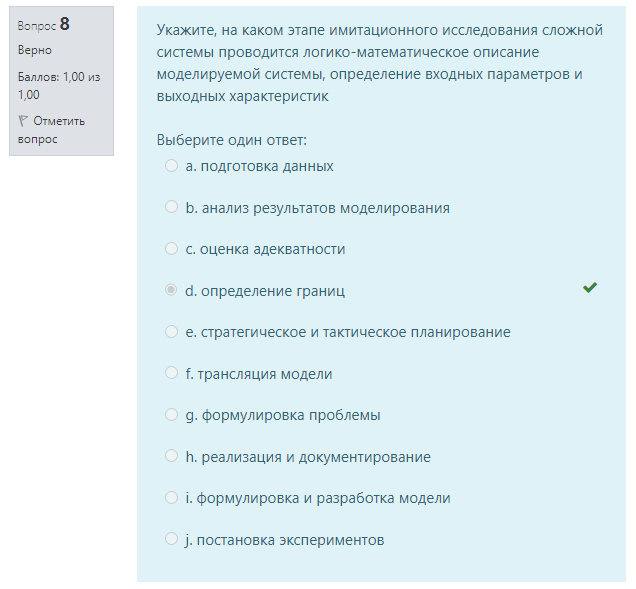 Вопрос 8
Верно
Баллов: 1,00 из
1,00
Отметить
вопрос
Укажите, на каком этапе имитационного исследования сложной
системы проводится логико-математическое описание
моделируемой системы, определение входных параметров и
выходных характеристик
Выберите один ответ:
a. подготовка данных
b. анализ результатов моделирования
c. оценка адекватности
d. определение границ
e. стратегическое и тактическое планирование
f. трансляция модели
g. формулировка проблемы
h. реализация и документирование
i. формулировка и разработка модели
j. постановка экспериментов